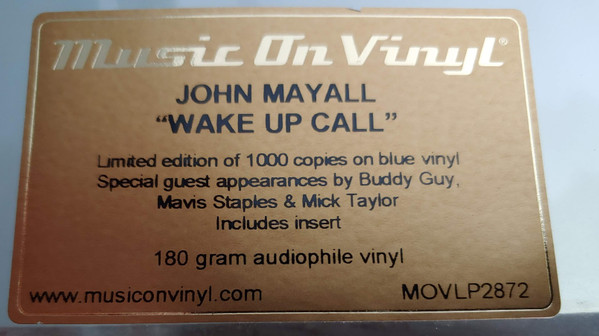 Music On Vinyl®
JOHN MAYALL
“WAKE UP CALL”
Limited edition of 1000 copies on blue vinyl
Special guest appearances by Buddy Guy,
Mavis Staples & Mick Taylor
Includes insert
180 gram audiophile vinyl
www.musiconvinyl.com MOVLP2872